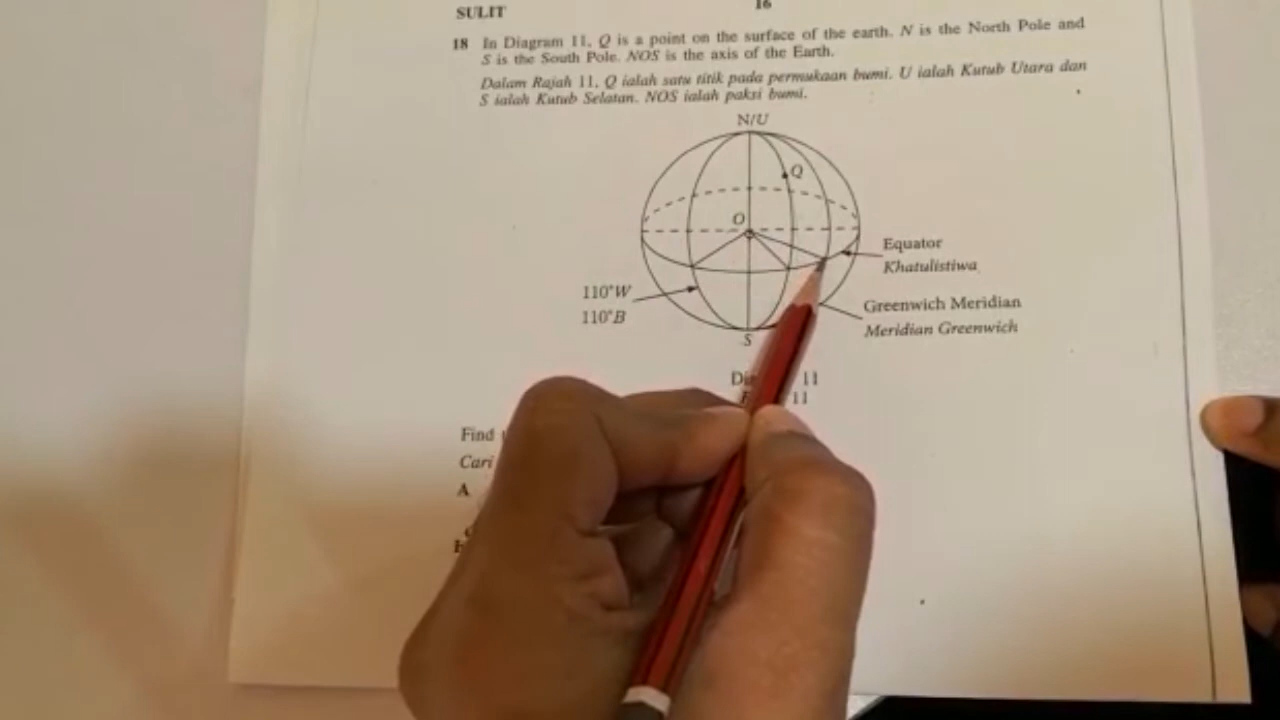 SULIT
16
18 In Diagram 11, Q is a point on the surface of the earth. N is the North Pole and
S is the South Pole. NOS is the axis of the Earth.
Dalam Rajah 11, Q ialah satu titik pada permukaan bumi. U ialah Kutub Utara dan
S ialah Kutub Selatan. NOS ialah paksi bumi.
N/U
Q
O
Equator
Khatulistiwa
110°W
110°B
Greenwich Meridian
Meridian Greenwich
S
11
11
Find
Cari
A